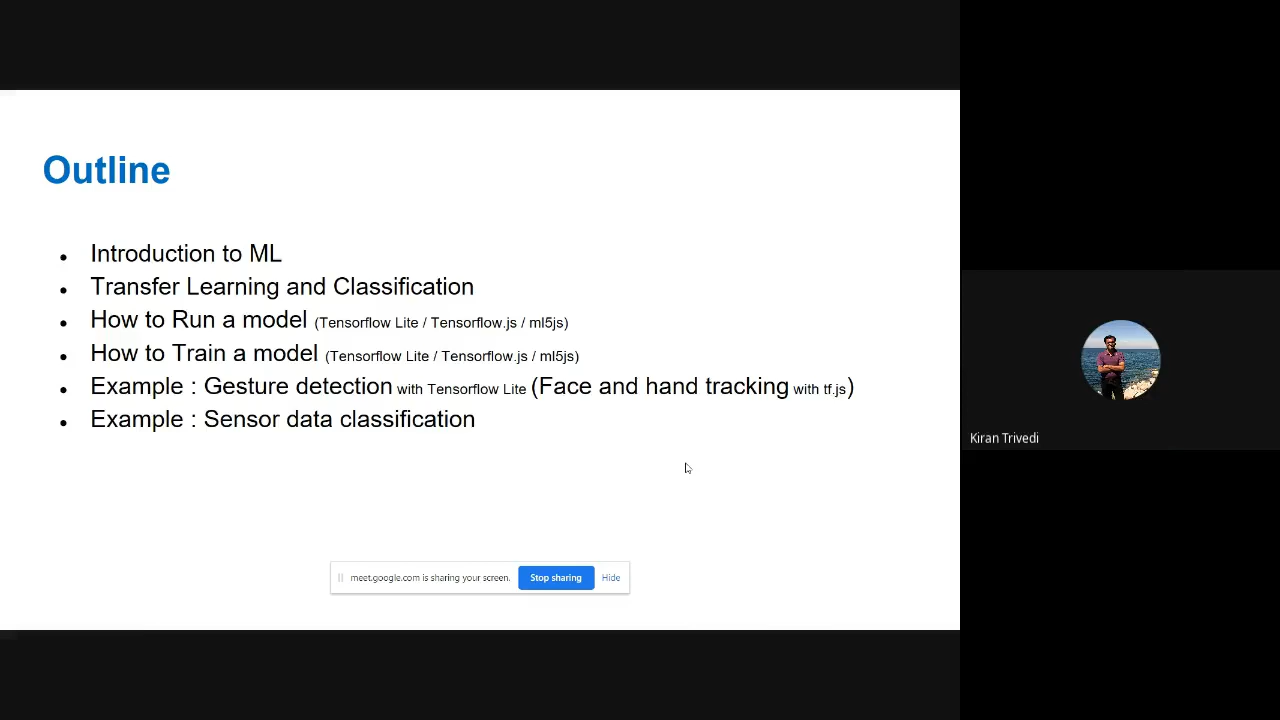 Outline
Introduction to ML
Transfer Learning and Classification
How to Run a model (Tensorflow Lite / Tensorflow.js / ml5js)
How to Train a model (Tensorflow Lite / Tensorflow.js / ml5js)
Example : Gesture detection with Tensorflow Lite (Face and hand tracking with tf.js)
Example : Sensor data classification
Kiran Trivedi
meet.google.com is sharing your screen. Stop sharing Hide